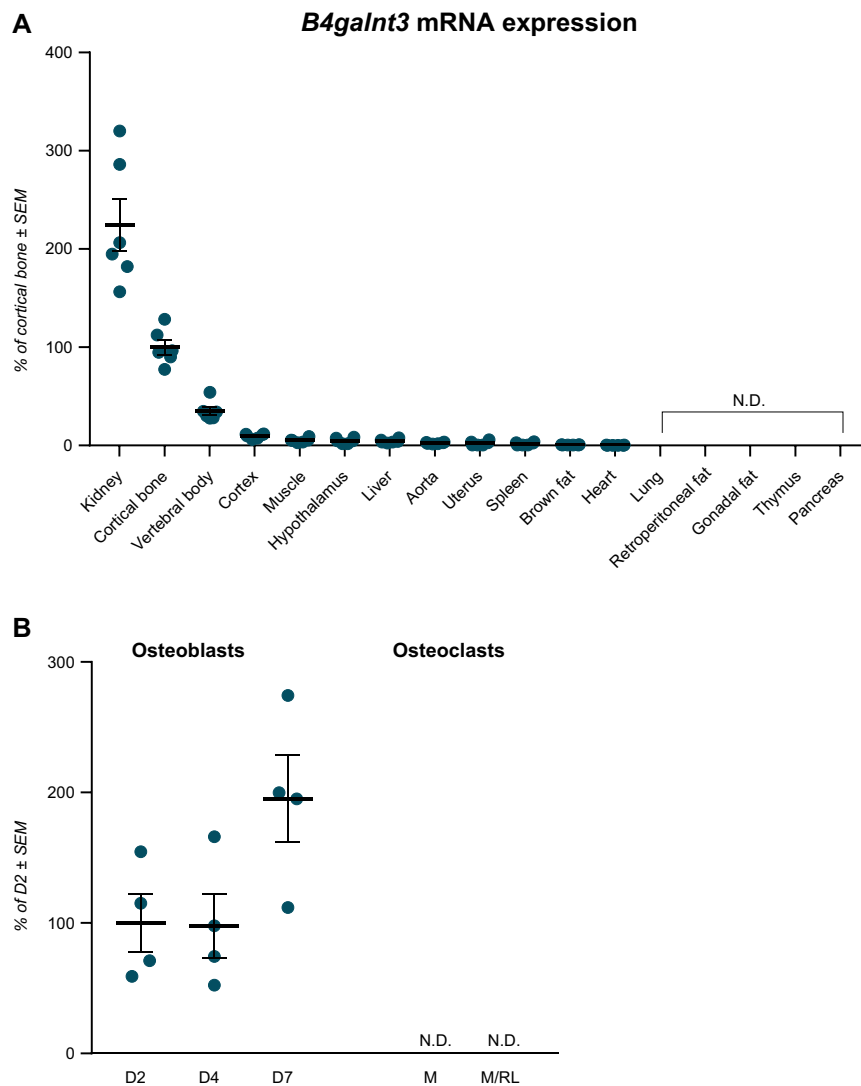 A
B4galnt3 mRNA expression
400
300
200
100
0
% of cortical bone ± SEM
N.D.
Kidney
Cortical bone
Vertebral body
Cortex
Muscle
Hypothalamus
Liver
Aorta
Uterus
Spleen
Brown fat
Heart
Lung
Retroperitoneal fat
Gonadal fat
Thymus
Pancreas
B
Osteoblasts
Osteoclasts
300
200
100
0
% of D2 ± SEM
N.D.
N.D.
D2
D4
D7
M
M/RL